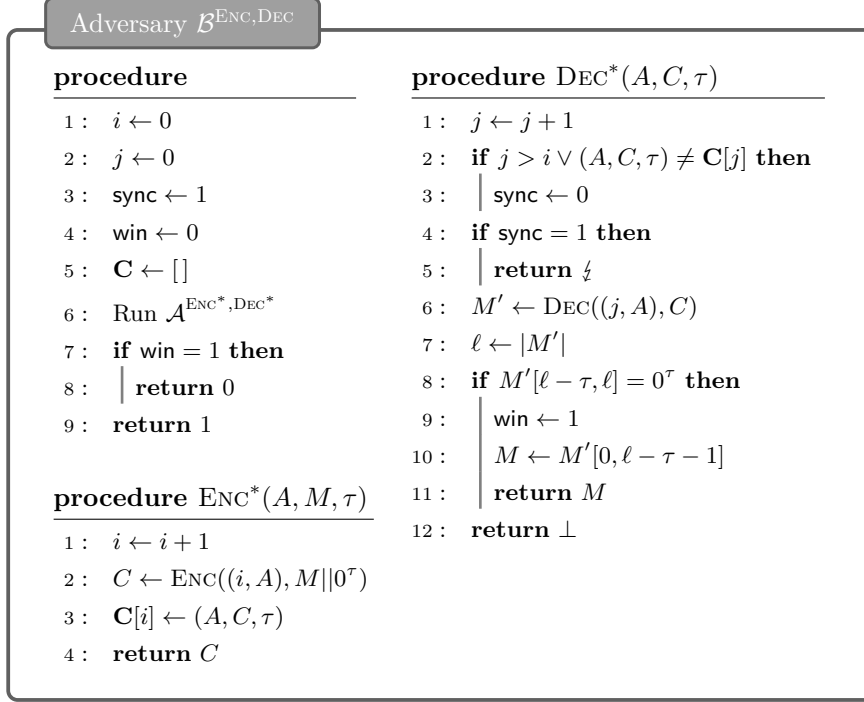 Adversary 𝓑^{ENC,DEC}
procedure
1 : i ← 0
2 : j ← 0
3 : sync ← 1
4 : win ← 0
5 : C ← [ ]
6 : Run 𝒜^{ENC*,DEC*}
7 : if win = 1 then
8 : return 0
9 : return 1
procedure ENC*(A, M, τ)
1 : i ← i + 1
2 : C ← ENC((i, A), M||0^τ)
3 : C[i] ← (A, C, τ)
4 : return C
procedure DEC*(A, C, τ)
1 : j ← j + 1
2 : if j > i ∨ (A, C, τ) ≠ C[j] then
3 : sync ← 0
4 : if sync = 1 then
5 : return ↯
6 : M′ ← DEC((j, A), C)
7 : ℓ ← |M′|
8 : if M′[ℓ − τ, ℓ] = 0^τ then
9 : win ← 1
10 : M ← M′[0, ℓ − τ − 1]
11 : return M
12 : return ⊥